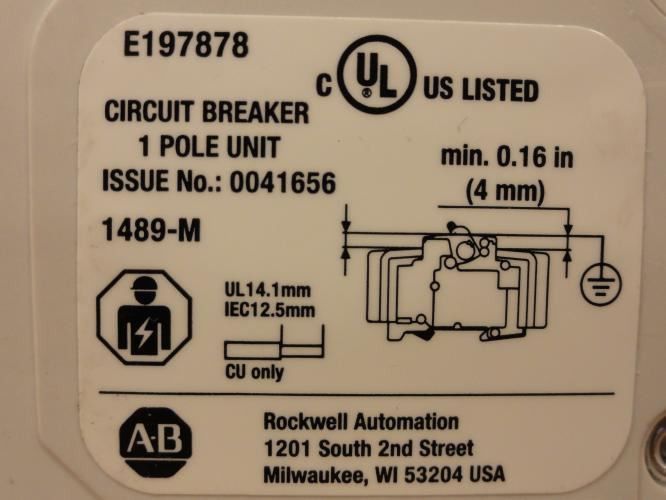 E197878
C UL ® US LISTED
CIRCUIT BREAKER
1 POLE UNIT
ISSUE No.: 0041656
1489-M
min. 0.16 in
(4 mm)
UL14.1mm
IEC12.5mm
CU only
A-B
Rockwell Automation
1201 South 2nd Street
Milwaukee, WI 53204 USA